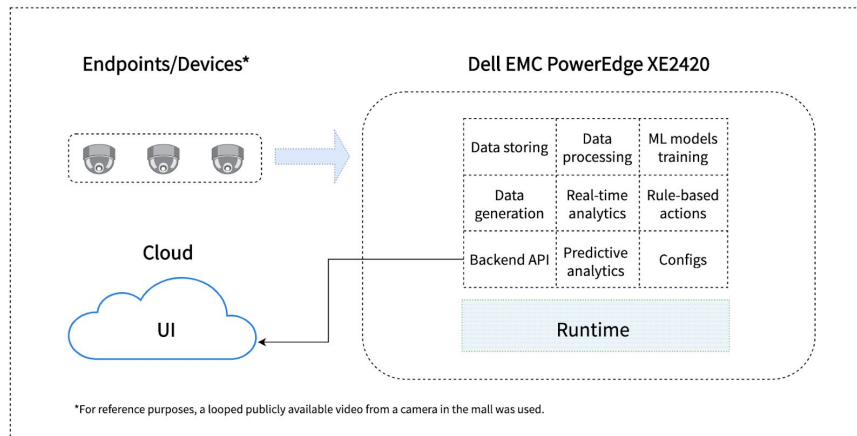 Endpoints/Devices*
Dell EMC PowerEdge XE2420
Data storing
Data
processing
ML models
training
Data
generation
Real-time
analytics
Rule-based
actions
Backend API
Predictive
analytics
Configs
Runtime
Cloud
UI
*For reference purposes, a looped publicly available video from a camera in the mall was used.